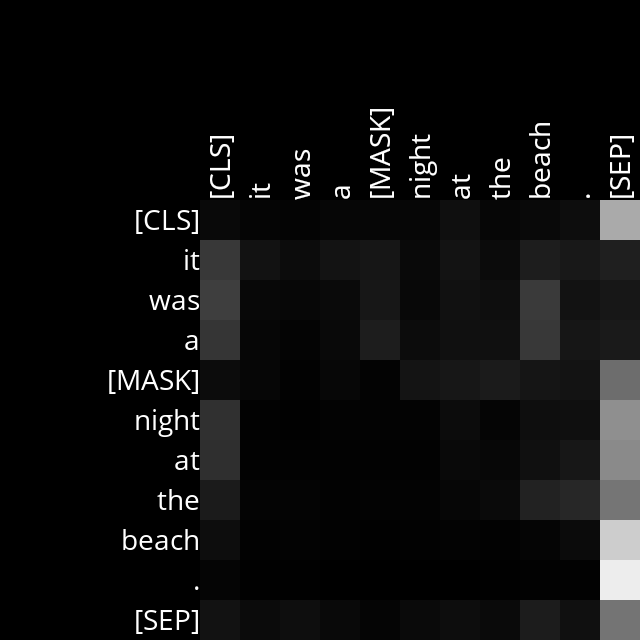 [CLS] it was a [MASK] night at the beach . [SEP]
[CLS]
it
was
a
[MASK]
night
at
the
beach
.
[SEP]